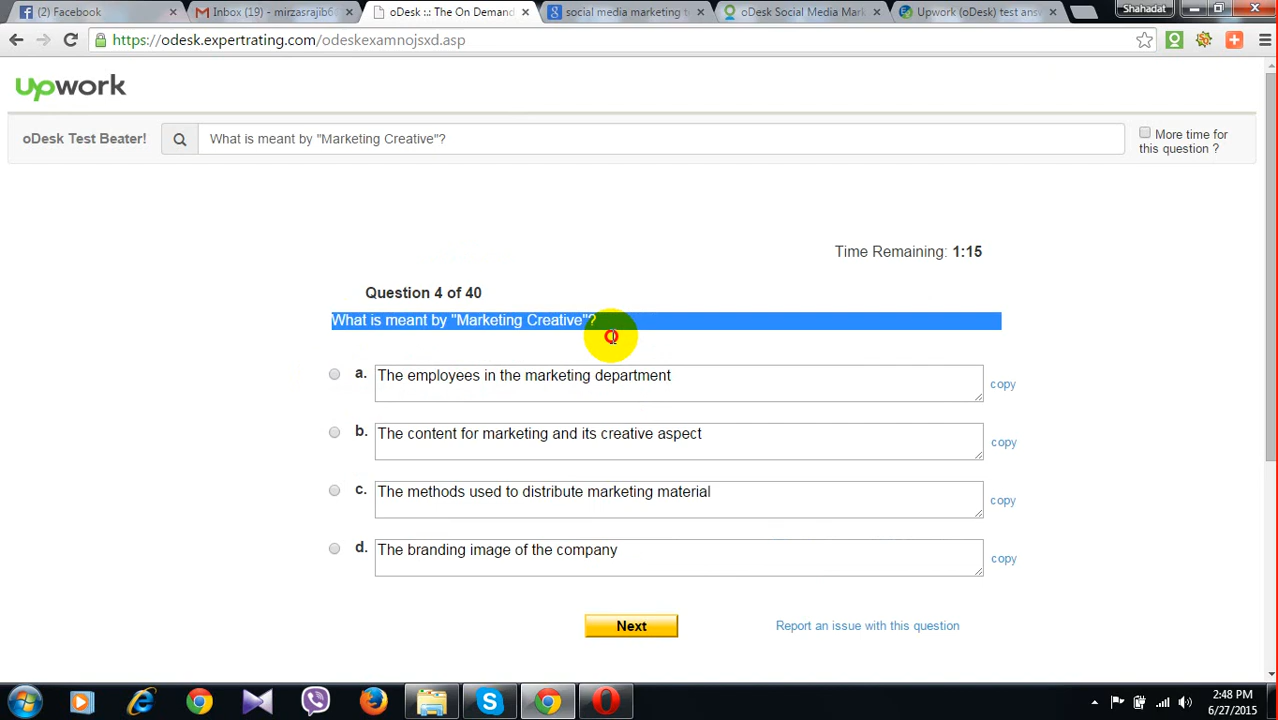 Shahadat
Facebook
Inbox (19) - mirzasrajib6
oDesk ::: The On Demand
social media marketing t
oDesk Social Media Mark
Upwork (oDesk) test ans
https://odesk.expertrating.com/odeskexamnojsxd.asp
upwork
oDesk Test Beater!
What is meant by "Marketing Creative"?
More time for
this question ?
Time Remaining: 1:15
Question 4 of 40
What is meant by "Marketing Creative"?
a. The employees in the marketing department copy
b. The content for marketing and its creative aspect copy
c. The methods used to distribute marketing material copy
d. The branding image of the company copy
Next
Report an issue with this question
2:48 PM
6/27/2015